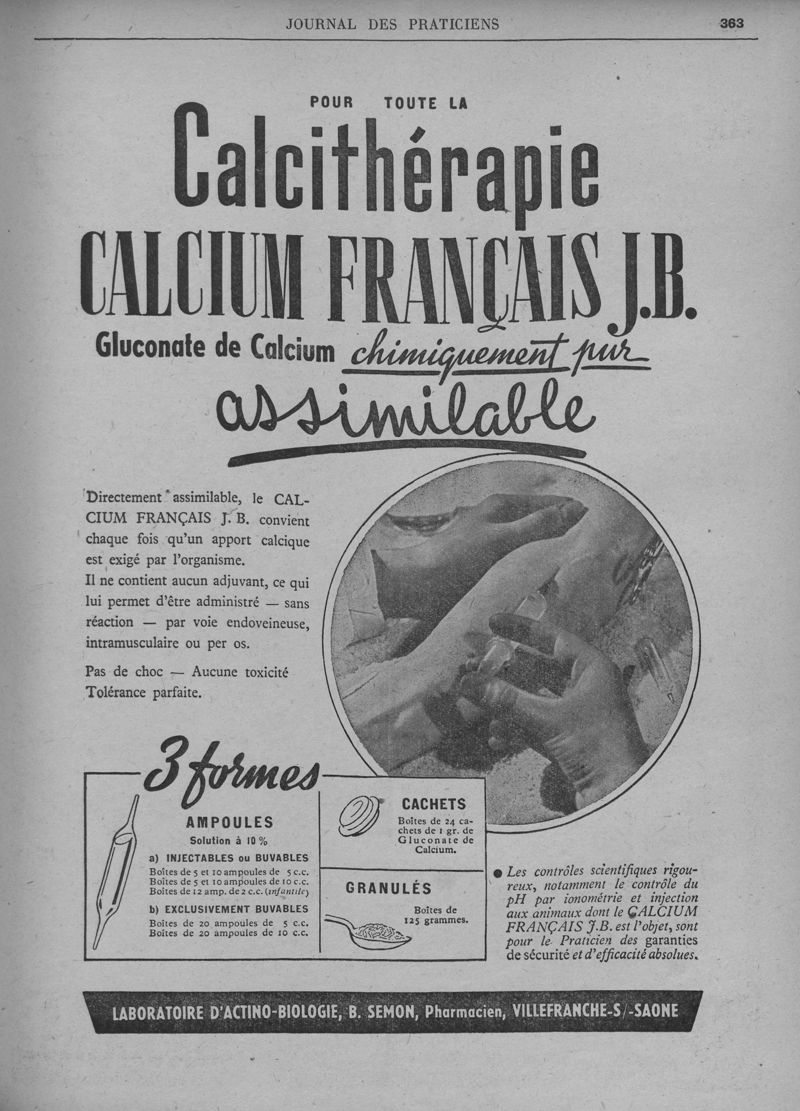 JOURNAL DES PRATICIENS
363
POUR TOUTE LA
Calcithérapie
CALCIUM FRANÇAIS J.B.
Gluconate de Calcium chimiquement pur
assimilable
Directement assimilable, le CAL-
CIUM FRANÇAIS J. B. convient
chaque fois qu'un apport calcique
est exigé par l'organisme.
Il ne contient aucun adjuvant, ce qui
lui permet d'être administré — sans
réaction — par voie endoveineuse,
intramusculaire ou per os.
Pas de choc — Aucune toxicité
Tolérance parfaite.
3 formes
AMPOULES
Solution à 10 %
a) INJECTABLES ou BUVABLES
Boîtes de 5 et 10 ampoules de 5 c.c.
Boîtes de 5 et 10 ampoules de 10 c.c.
Boîtes de 12 amp. de 2 c.c. (infantile)
b) EXCLUSIVEMENT BUVABLES
Boîtes de 20 ampoules de 5 c.c.
Boîtes de 20 ampoules de 10 c.c.
CACHETS
Boîtes de 24 ca-
chets de 1 gr. de
Gluconate de
Calcium.
GRANULÉS
Boîtes de
125 grammes.
● Les contrôles scientifiques rigou-
reux, notamment le contrôle du
pH par ionométrie et injection
aux animaux dont le CALCIUM
FRANÇAIS J.B. est l'objet, sont
pour le Praticien des garanties
de sécurité et d'efficacité absolues.
LABORATOIRE D'ACTINO-BIOLOGIE, B. SEMON, Pharmacien, VILLEFRANCHE-S/-SAONE